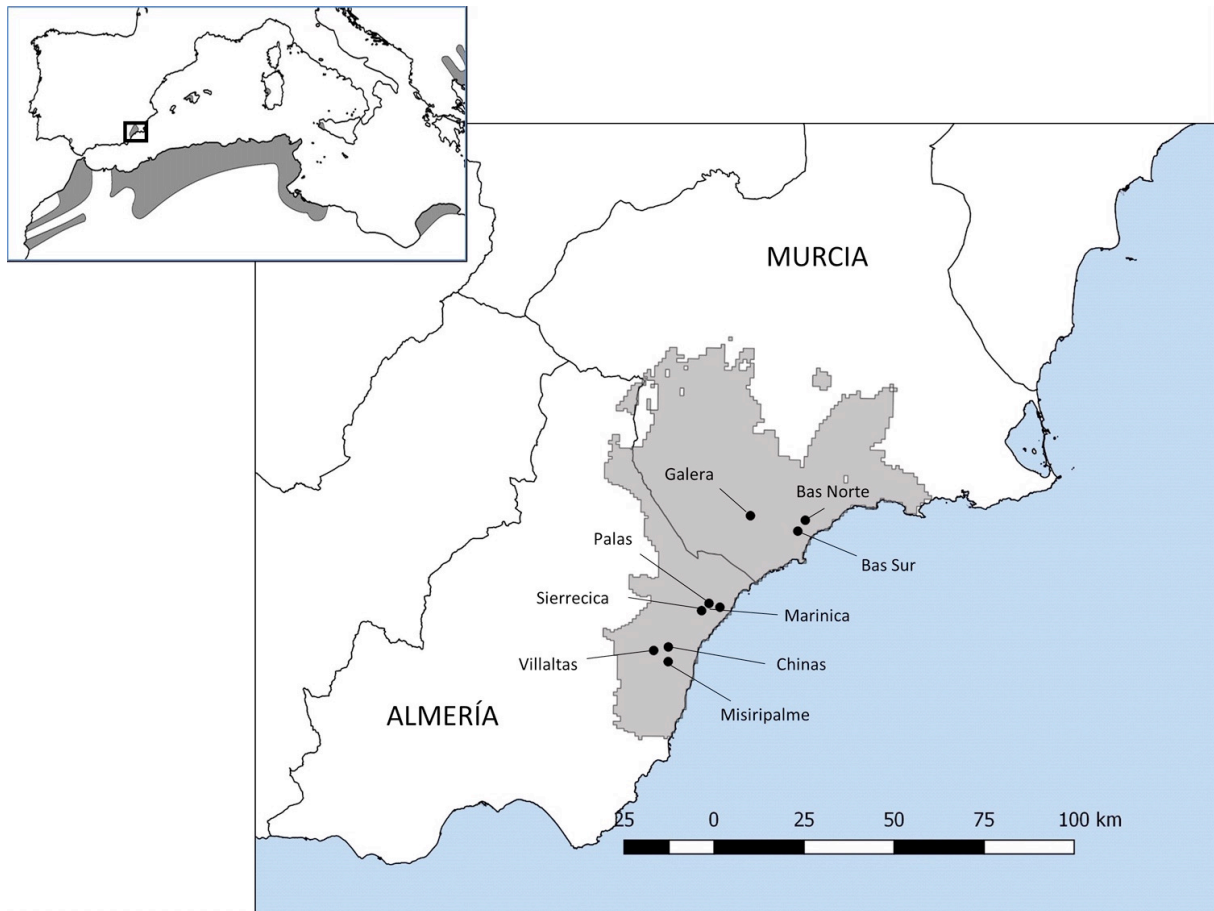 MURCIA
Galera
Bas Norte
Palas
Bas Sur
Sierrecica
Marinica
Villaltas
Chinas
Misiripalme
ALMERÍA
25 0 25 50 75 100 km